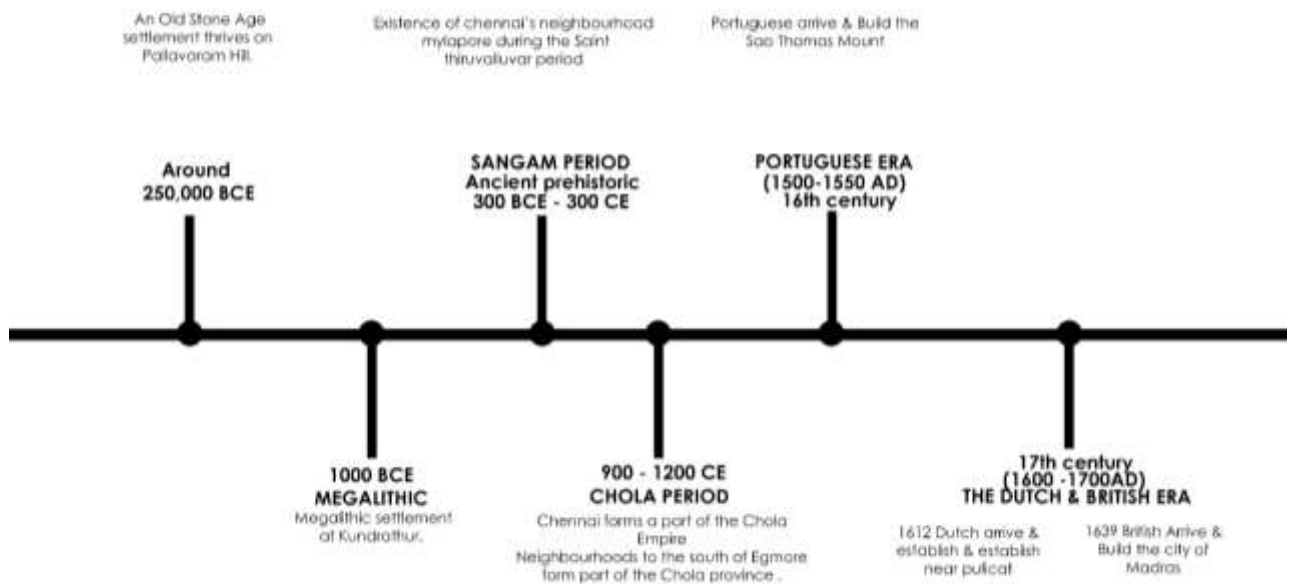 An Old Stone Age
settlement thrives on
Pallavaram Hill.
Around
250,000 BCE
1000 BCE
MEGALITHIC
Megalithic settlement
at Kundrathur.
Existence of chennai's neighbourhood
mylapore during the Saint
thiruvalluvar period
SANGAM PERIOD
Ancient prehistoric
300 BCE - 300 CE
900 - 1200 CE
CHOLA PERIOD
Chennai forms a part of the Chola
Empire
Neighbourhoods to the south of Egmore
form part of the Chola province .
Portuguese arrive & Build the
Sao Thomas Mount
PORTUGUESE ERA
(1500-1550 AD)
16th century
17th century
(1600 -1700AD)
THE DUTCH & BRITISH ERA
1612 Dutch arrive &
establish & establish
near pulicat
1639 British Arrive &
Build the city of
Madras